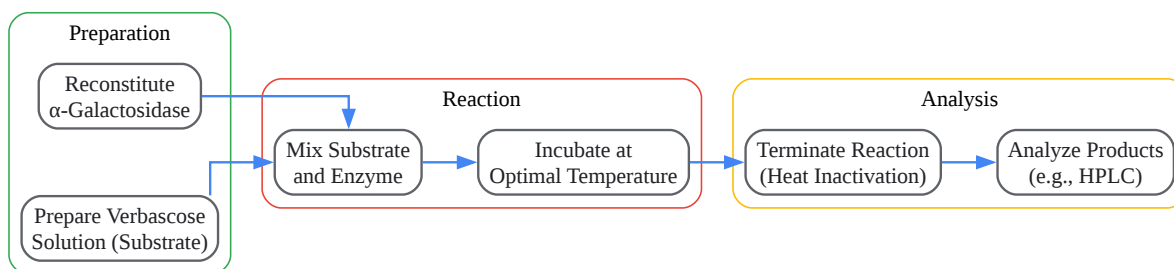 Preparation
Reconstitute
α-Galactosidase
Prepare Verbascose
Solution (Substrate)
Reaction
Mix Substrate
and Enzyme
Incubate at
Optimal Temperature
Analysis
Terminate Reaction
(Heat Inactivation)
Analyze Products
(e.g., HPLC)